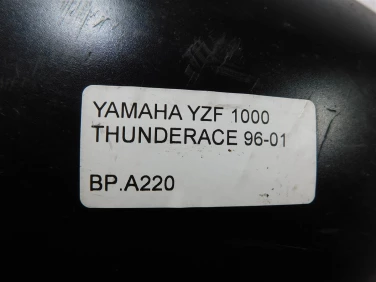 YAMAHA YZF 1000
THUNDERACE 96-01
BP.A220